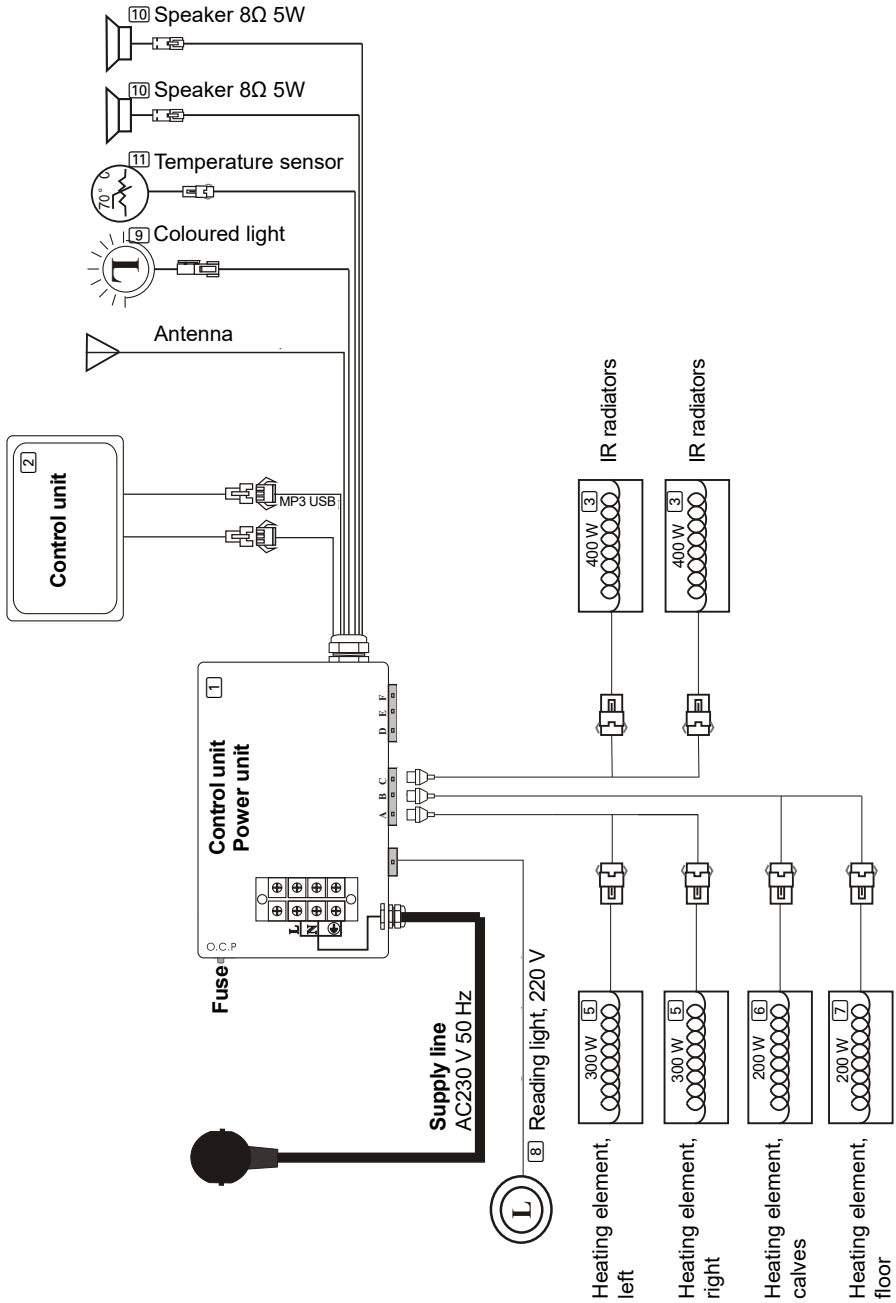 10 Speaker 8Ω 5W
10 Speaker 8Ω 5W
11 Temperature sensor
70° C
9 Coloured light
L
Antenna
2
Control unit
MP3 USB
1
Control unit
Power unit
O.C.P
Fuse
L
N
A B C
D E F
Supply line
AC230 V 50 Hz
8 Reading light, 220 V
L
3
400 W
IR radiators
3
400 W
IR radiators
5
300 W
Heating element,
left
5
300 W
Heating element,
right
6
200 W
Heating element,
calves
7
200 W
Heating element,
floor